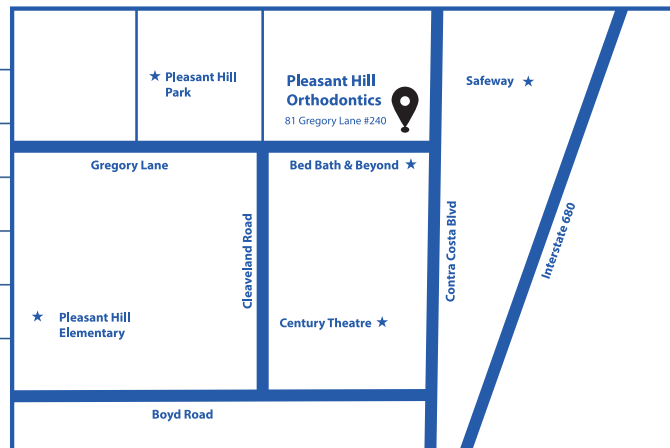 Pleasant Hill
Park
Pleasant Hill
Orthodontics
81 Gregory Lane #240
Safeway
Gregory Lane
Bed Bath & Beyond
Cleaveland Road
Contra Costa Blvd
Interstate 680
Pleasant Hill
Elementary
Century Theatre
Boyd Road